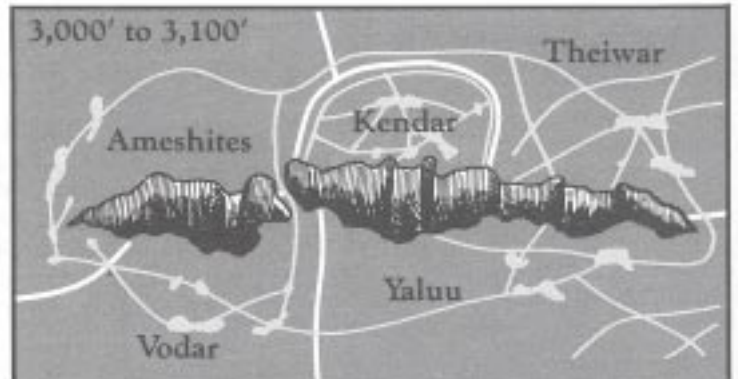 3,000' to 3,100'
Theiwar
Kendar
Ameshites
Yaluu
Vodar